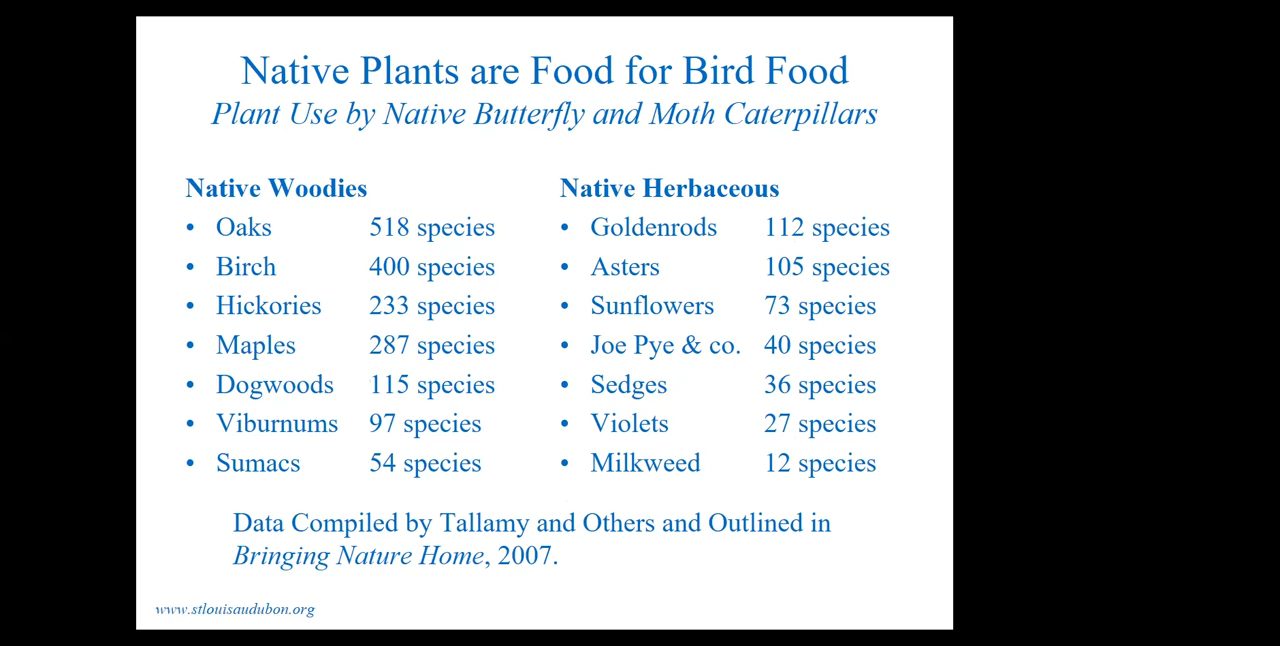 Native Plants are Food for Bird Food
Plant Use by Native Butterfly and Moth Caterpillars
Native Woodies
• Oaks 518 species
• Birch 400 species
• Hickories 233 species
• Maples 287 species
• Dogwoods 115 species
• Viburnums 97 species
• Sumacs 54 species
Native Herbaceous
• Goldenrods 112 species
• Asters 105 species
• Sunflowers 73 species
• Joe Pye & co. 40 species
• Sedges 36 species
• Violets 27 species
• Milkweed 12 species
Data Compiled by Tallamy and Others and Outlined in
Bringing Nature Home, 2007.
www.stlouisaudubon.org